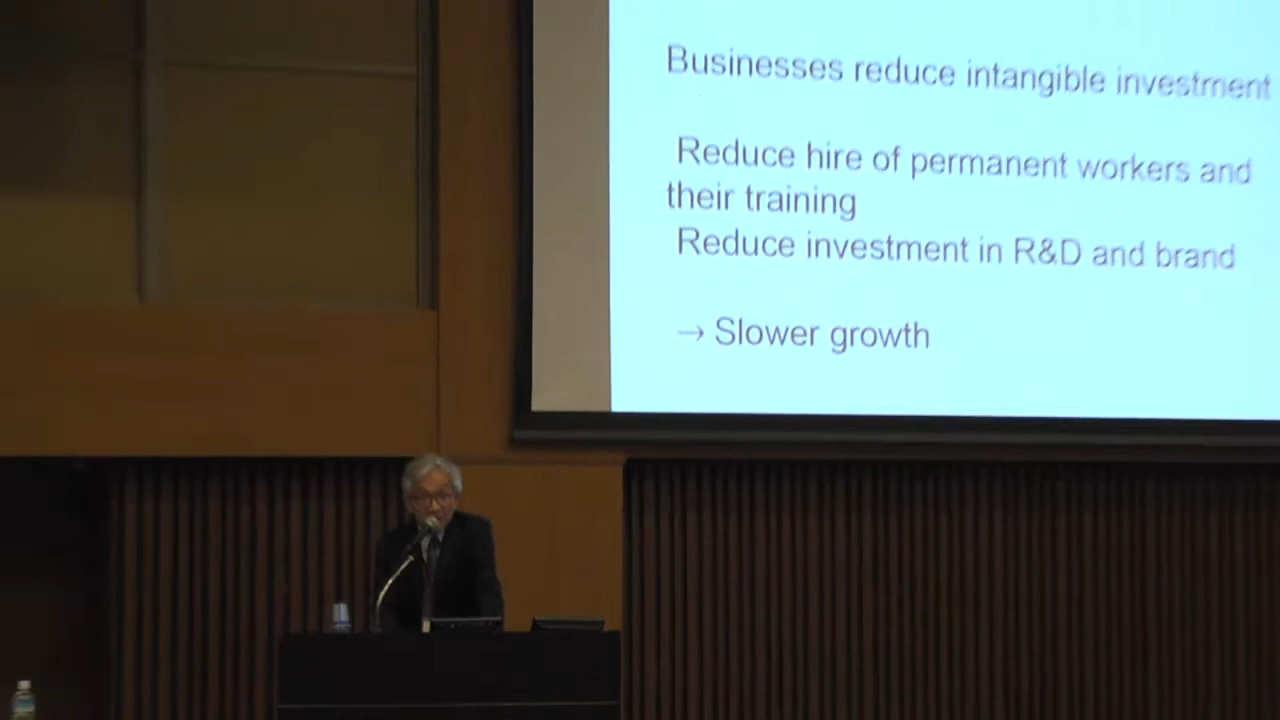 Businesses reduce intangible investment
Reduce hire of permanent workers and
their training
Reduce investment in R&D and brand
→ Slower growth